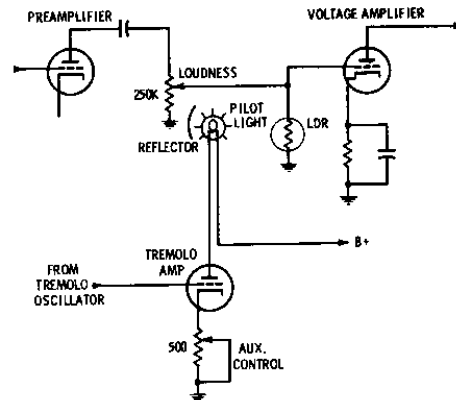 PREAMPLIFIER
VOLTAGE AMPLIFIER
LOUDNESS
250K
PILOT
LIGHT
REFLECTOR
LDR
B+
TREMOLO
AMP
FROM
TREMOLO
OSCILLATOR
500
AUX.
CONTROL